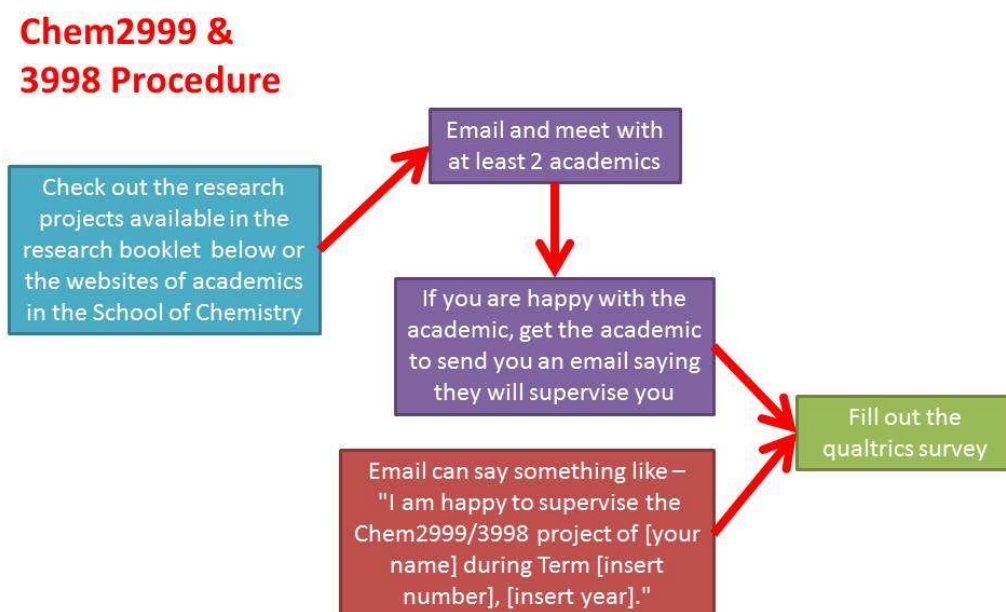 Chem2999 &
3998 Procedure
Email and meet with
at least 2 academics
Check out the research
projects available in the
research booklet below or
the websites of academics
in the School of Chemistry
If you are happy with the
academic, get the academic
to send you an email saying
they will supervise you
Fill out the
qualtrics survey
Email can say something like –
"I am happy to supervise the
Chem2999/3998 project of [your
name] during Term [insert
number], [insert year]."